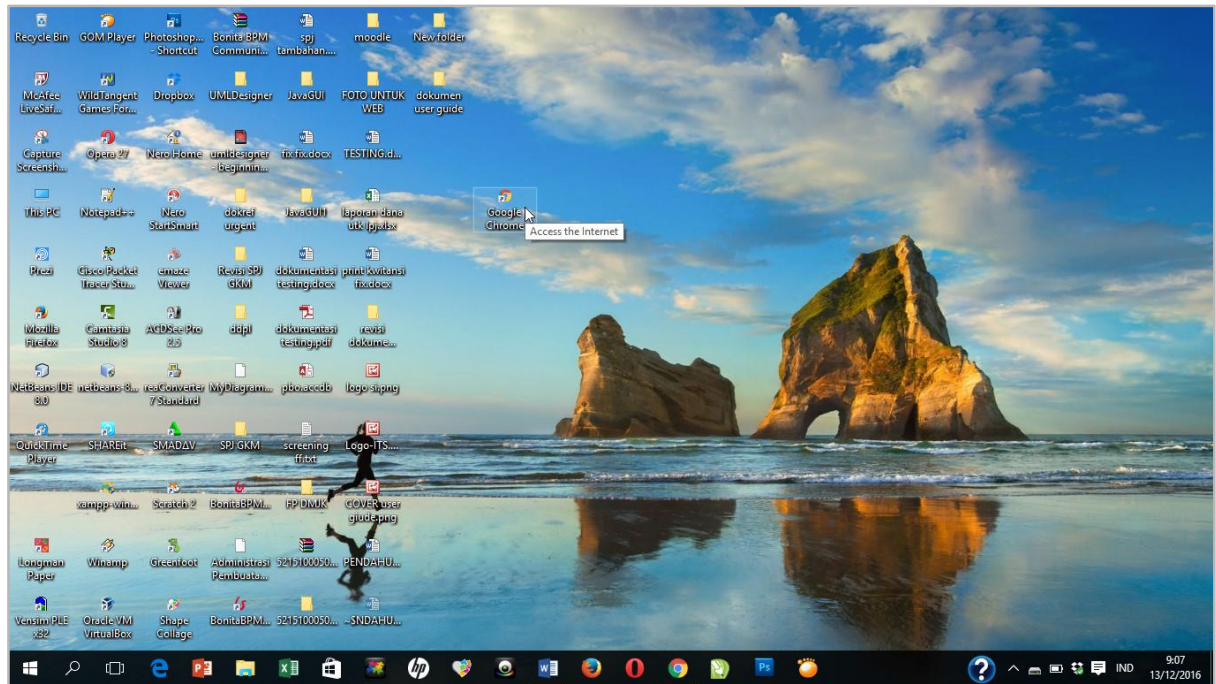 Recycle Bin
GOM Player
Photoshop...
- Shortcut
Bonita BPM
Communi...
spj
tambahan....
moodle
New folder
McAfee
LiveSaf...
WildTangent
Games For...
Dropbox
UMLDesigner
JavaGUI
FOTO UNTUK
WEB
dokumen
user guide
Capture
Screensh...
Opera 27
Nero Home
umldesigner
- beginnin...
fix fix.docx
TESTING.d...
This PC
Notepad++
Nero
StartSmart
dokref
urgent
JavaGUI1
laporan dana
utk lpj.xlsx
Google
Chrome
Access the Internet
Prezi
Cisco Packet
Tracer Stu...
emaze
Viewer
Revisi SPJ
GKM
dokumentasi
testing.docx
print kwitansi
fix.docx
Mozilla
Firefox
Camtasia
Studio 8
ACDSee Pro
2.5
ddpl
dokumentasi
testing.pdf
revisi
dokume...
NetBeans IDE
8.0
netbeans-8...
reaConverter
7 Standard
MyDiagram...
pbo.accdb
logo si.png
QuickTime
Player
SHAREit
SMADΔV
SPJ GKM
screening
ff.txt
Logo-ITS....
xampp-win...
Scratch 2
BonitaBPM...
FP DMJK
COVER user
giude.png
Longman
Paper
Winamp
Greenfoot
Administrasi
Pembuata...
5215100050...
PENDAHU...
Vensim PLE
x32
Oracle VM
VirtualBox
Shape
Collage
BonitaBPM...
5215100050...
~$NDAHU...
IND
9:07
13/12/2016